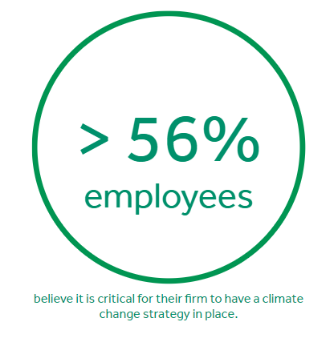 > 56%
employees
believe it is critical for their firm to have a climate
change strategy in place.